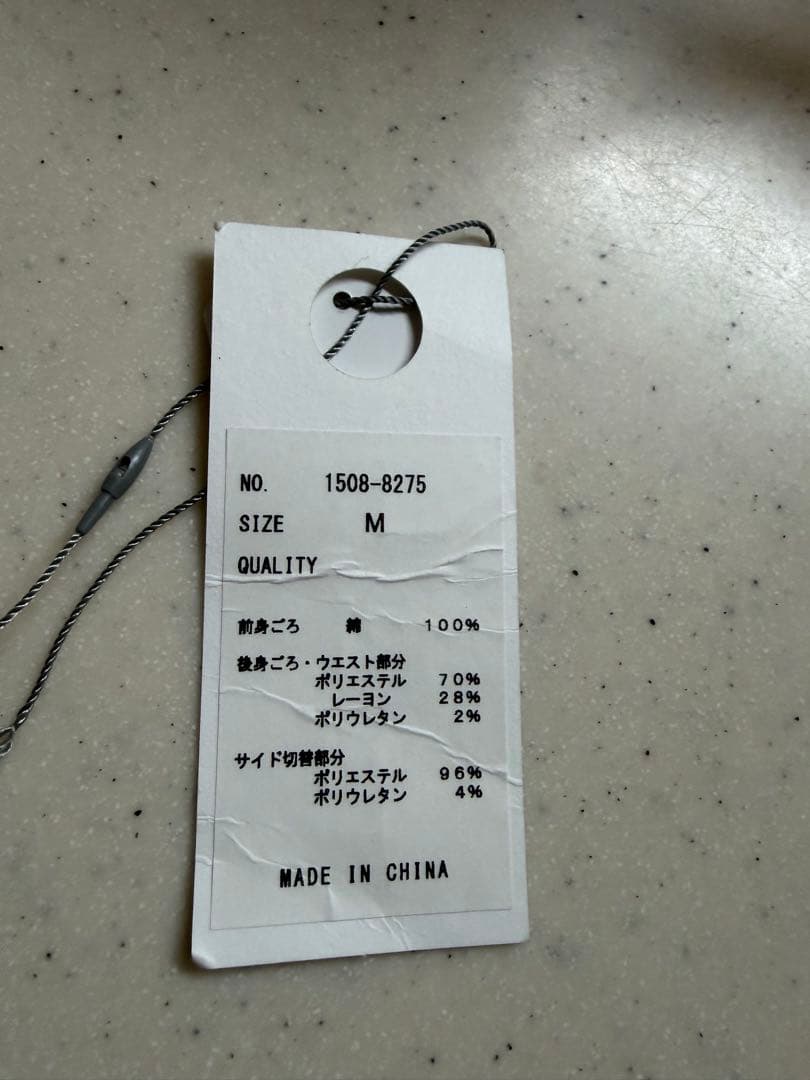 NO. 1508-8275
SIZE M
QUALITY
前身ごろ 綿 100%
後身ごろ・ウエスト部分
ポリエステル 70%
レーヨン 28%
ポリウレタン 2%
サイド切替部分
ポリエステル 96%
ポリウレタン 4%
MADE IN CHINA